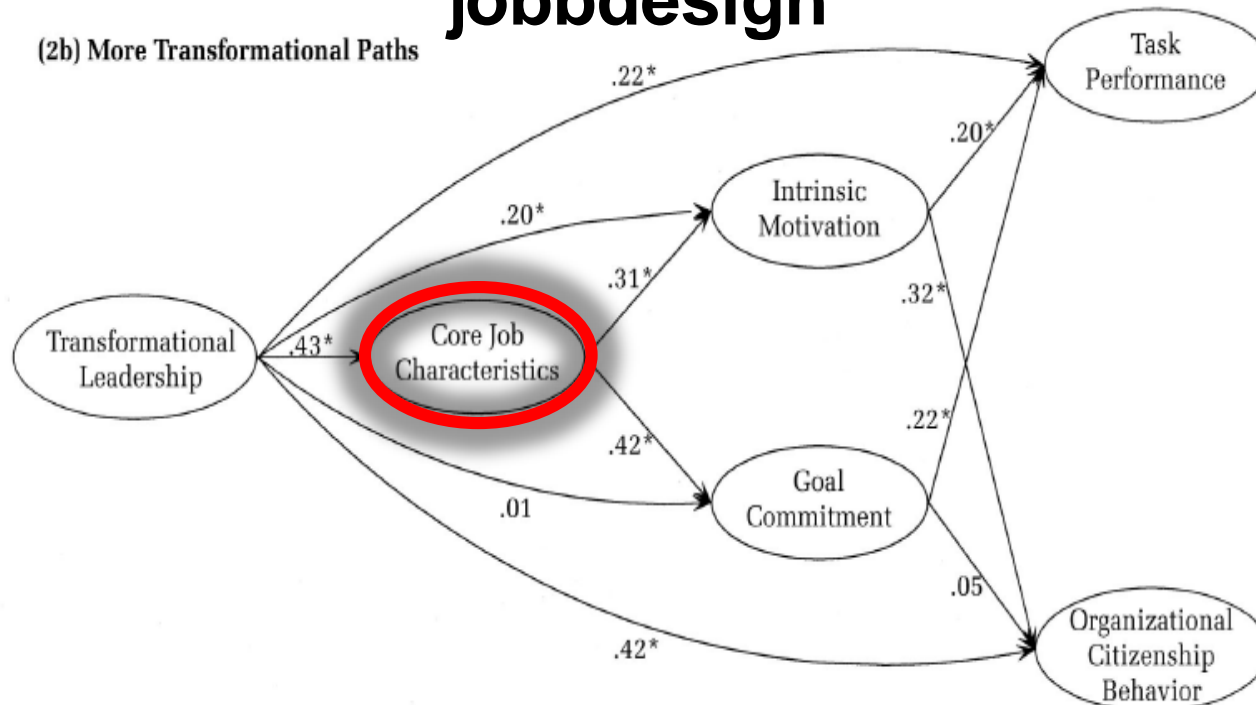 jobbdesign
(2b) More Transformational Paths
Task
Performance
.22*
.20*
Intrinsic
Motivation
.20*
.31*
.32*
Transformational
Leadership
.43*
Core Job
Characteristics
.42*
.22*
Goal
Commitment
.01
.05
.42*
Organizational
Citizenship
Behavior